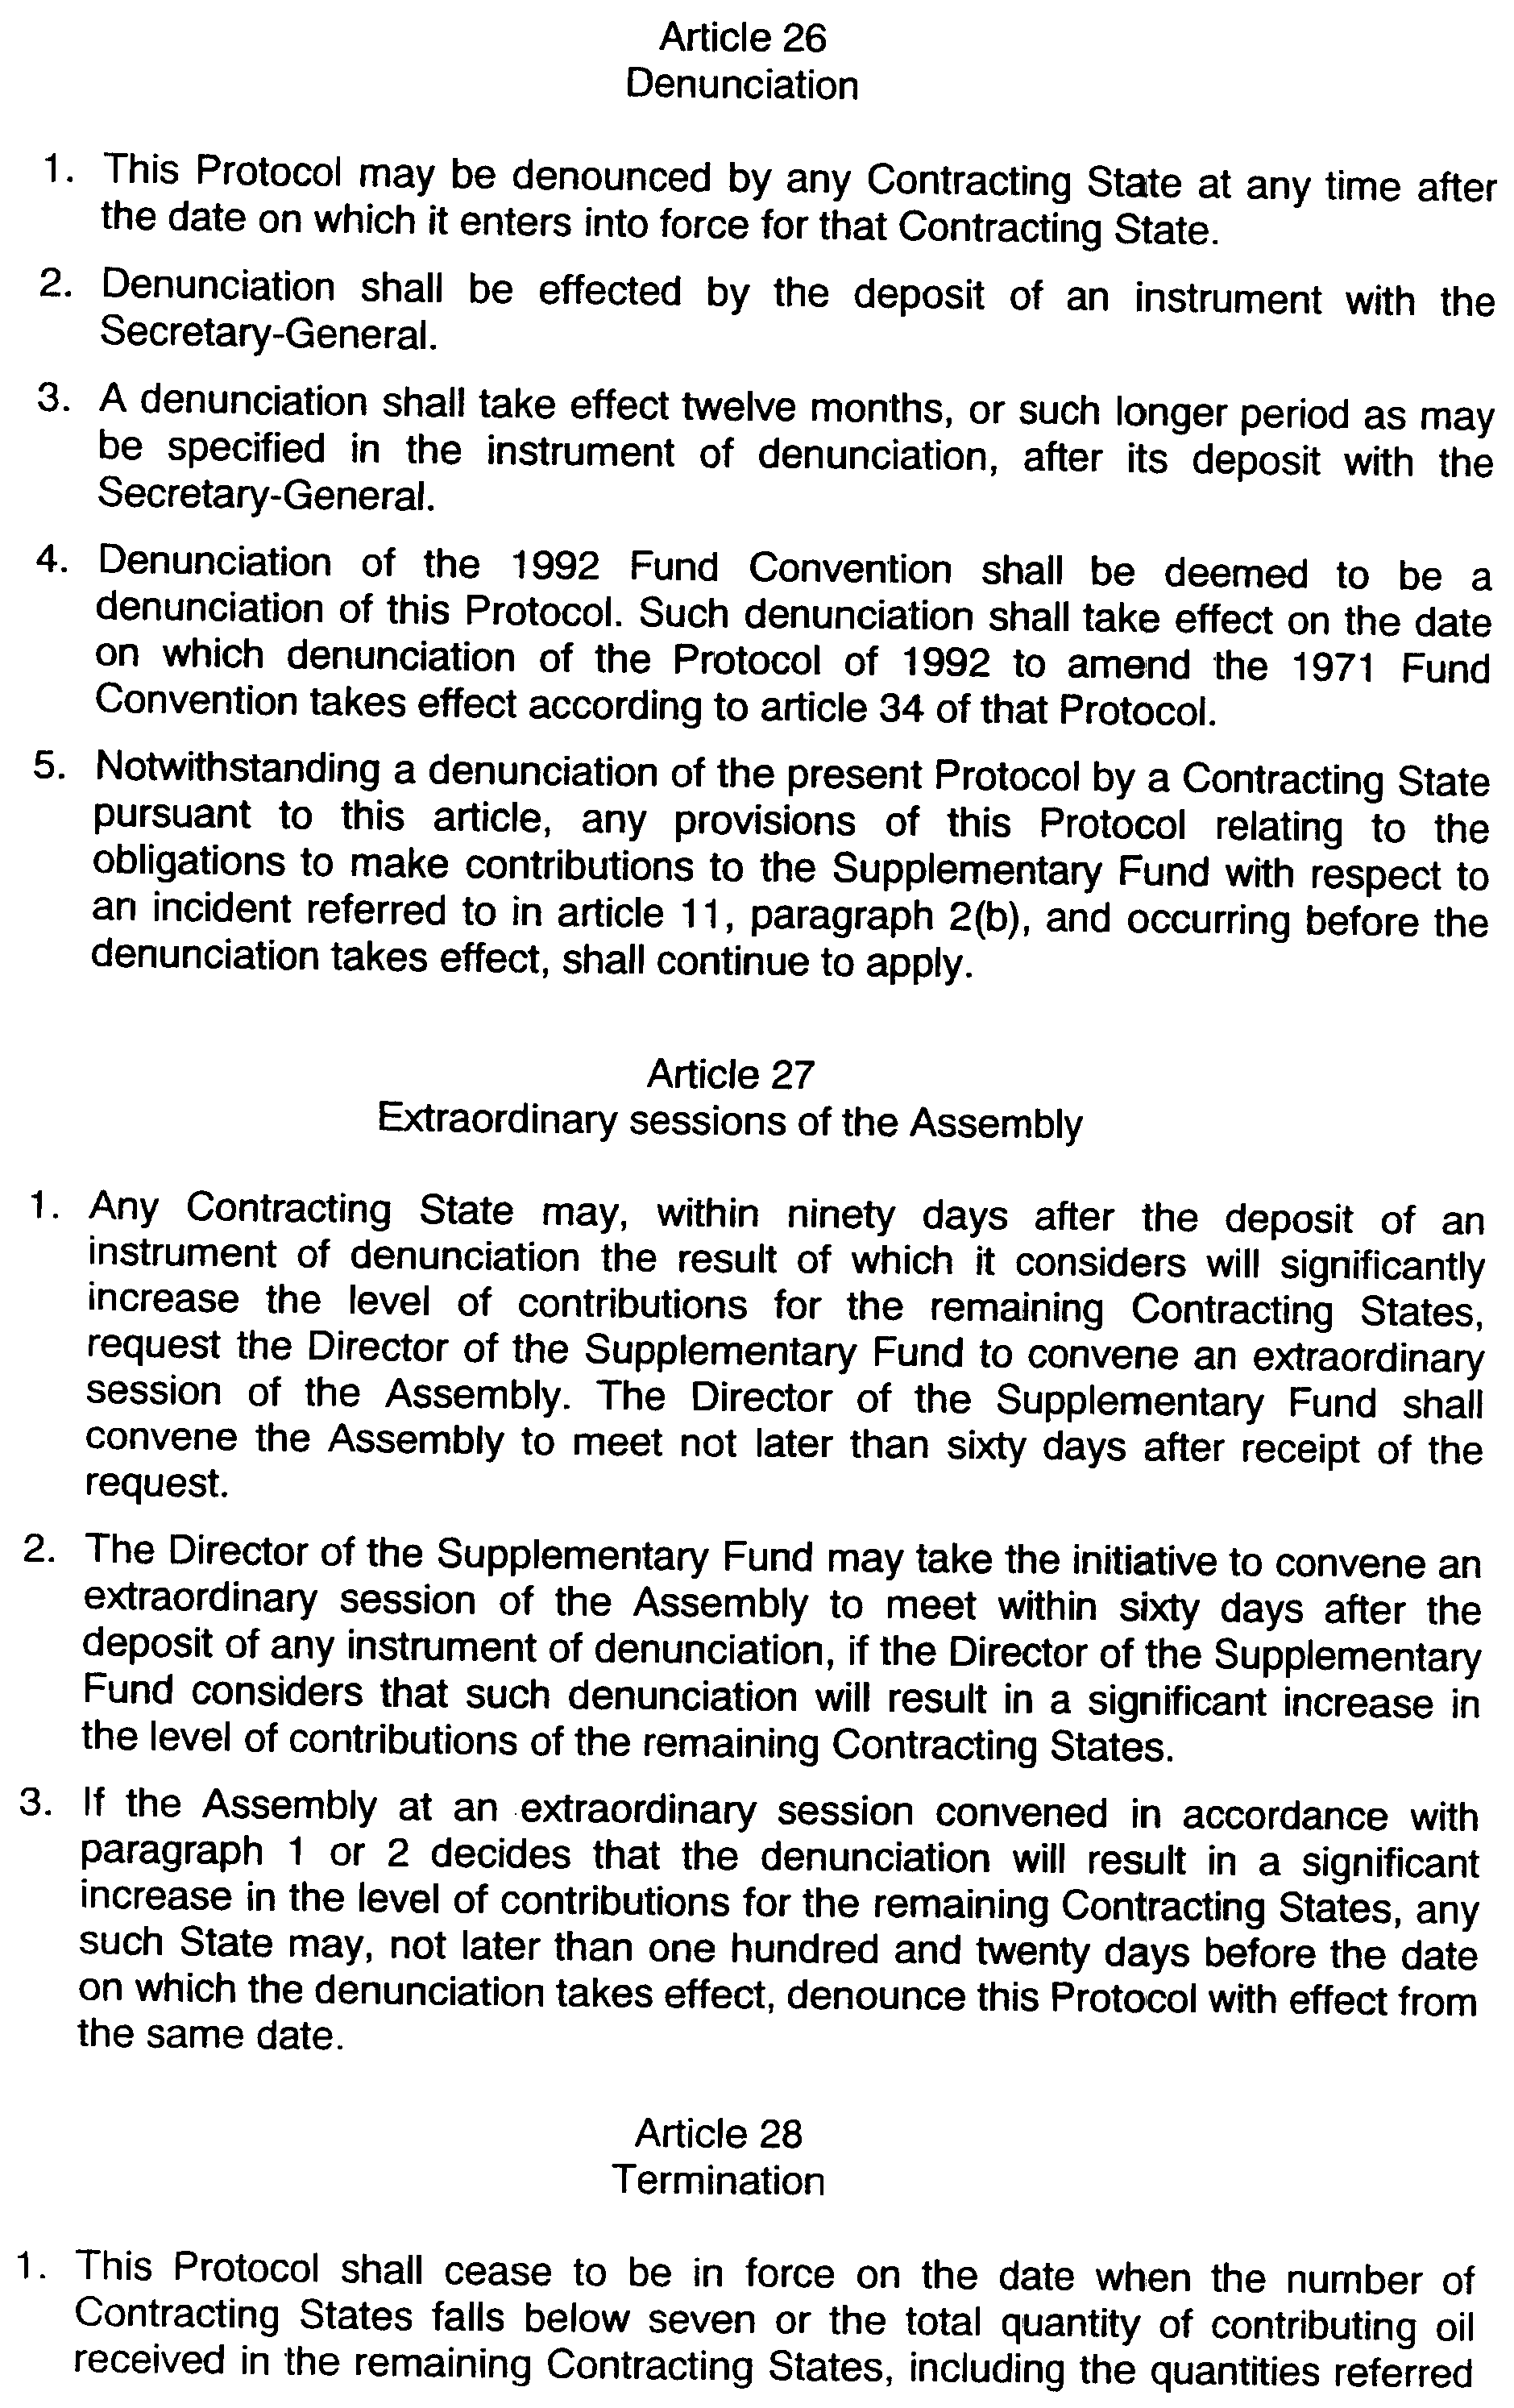 Article 26
Denunciation
1. This Protocol may be denounced by any Contracting State at any time after
the date on which it enters into force for that Contracting State.
2. Denunciation shall be effected by the deposit of an instrument with the
Secretary-General.
3. A denunciation shall take effect twelve months, or such longer period as may
be specified in the instrument of denunciation, after its deposit with the
Secretary-General.
4. Denunciation of the 1992 Fund Convention shall be deemed to be a
denunciation of this Protocol. Such denunciation shall take effect on the date
on which denunciation of the Protocol of 1992 to amend the 1971 Fund
Convention takes effect according to article 34 of that Protocol.
5. Notwithstanding a denunciation of the present Protocol by a Contracting State
pursuant to this article, any provisions of this Protocol relating to the
obligations to make contributions to the Supplementary Fund with respect to
an incident referred to in article 11, paragraph 2(b), and occurring before the
denunciation takes effect, shall continue to apply.
Article 27
Extraordinary sessions of the Assembly
1. Any Contracting State may, within ninety days after the deposit of an
instrument of denunciation the result of which it considers will significantly
increase the level of contributions for the remaining Contracting States,
request the Director of the Supplementary Fund to convene an extraordinary
session of the Assembly. The Director of the Supplementary Fund shall
convene the Assembly to meet not later than sixty days after receipt of the
request.
2. The Director of the Supplementary Fund may take the initiative to convene an
extraordinary session of the Assembly to meet within sixty days after the
deposit of any instrument of denunciation, if the Director of the Supplementary
Fund considers that such denunciation will result in a significant increase in
the level of contributions of the remaining Contracting States.
3. If the Assembly at an extraordinary session convened in accordance with
paragraph 1 or 2 decides that the denunciation will result in a significant
increase in the level of contributions for the remaining Contracting States, any
such State may, not later than one hundred and twenty days before the date
on which the denunciation takes effect, denounce this Protocol with effect from
the same date.
Article 28
Termination
1. This Protocol shall cease to be in force on the date when the number of
Contracting States falls below seven or the total quantity of contributing oil
received in the remaining Contracting States, including the quantities referred